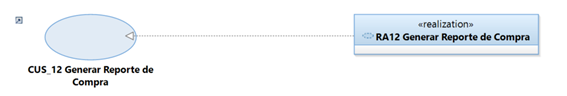 «realization»
RA12 Generar Reporte de Compra
CUS_12 Generar Reporte de
Compra